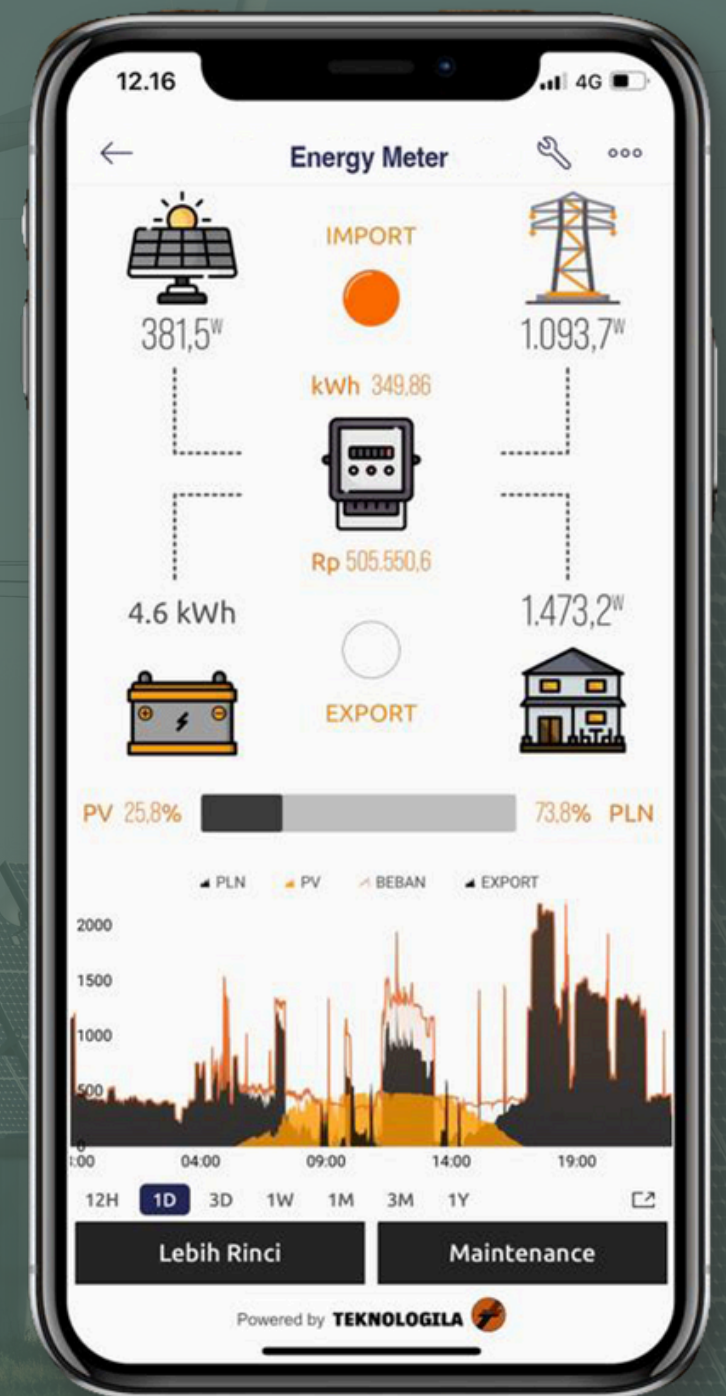 12.16
4G
Energy Meter
IMPORT
381,5W
1.093,7W
kWh 349,86
Rp 505.550,6
4.6 kWh
1.473,2W
EXPORT
PV 25,8%
73,8% PLN
PLN PV BEBAN EXPORT
2000
1500
1000
500
0
:00 04:00 09:00 14:00 19:00
12H 1D 3D 1W 1M 3M 1Y
Lebih Rinci
Maintenance
Powered by TEKNOLOGILA